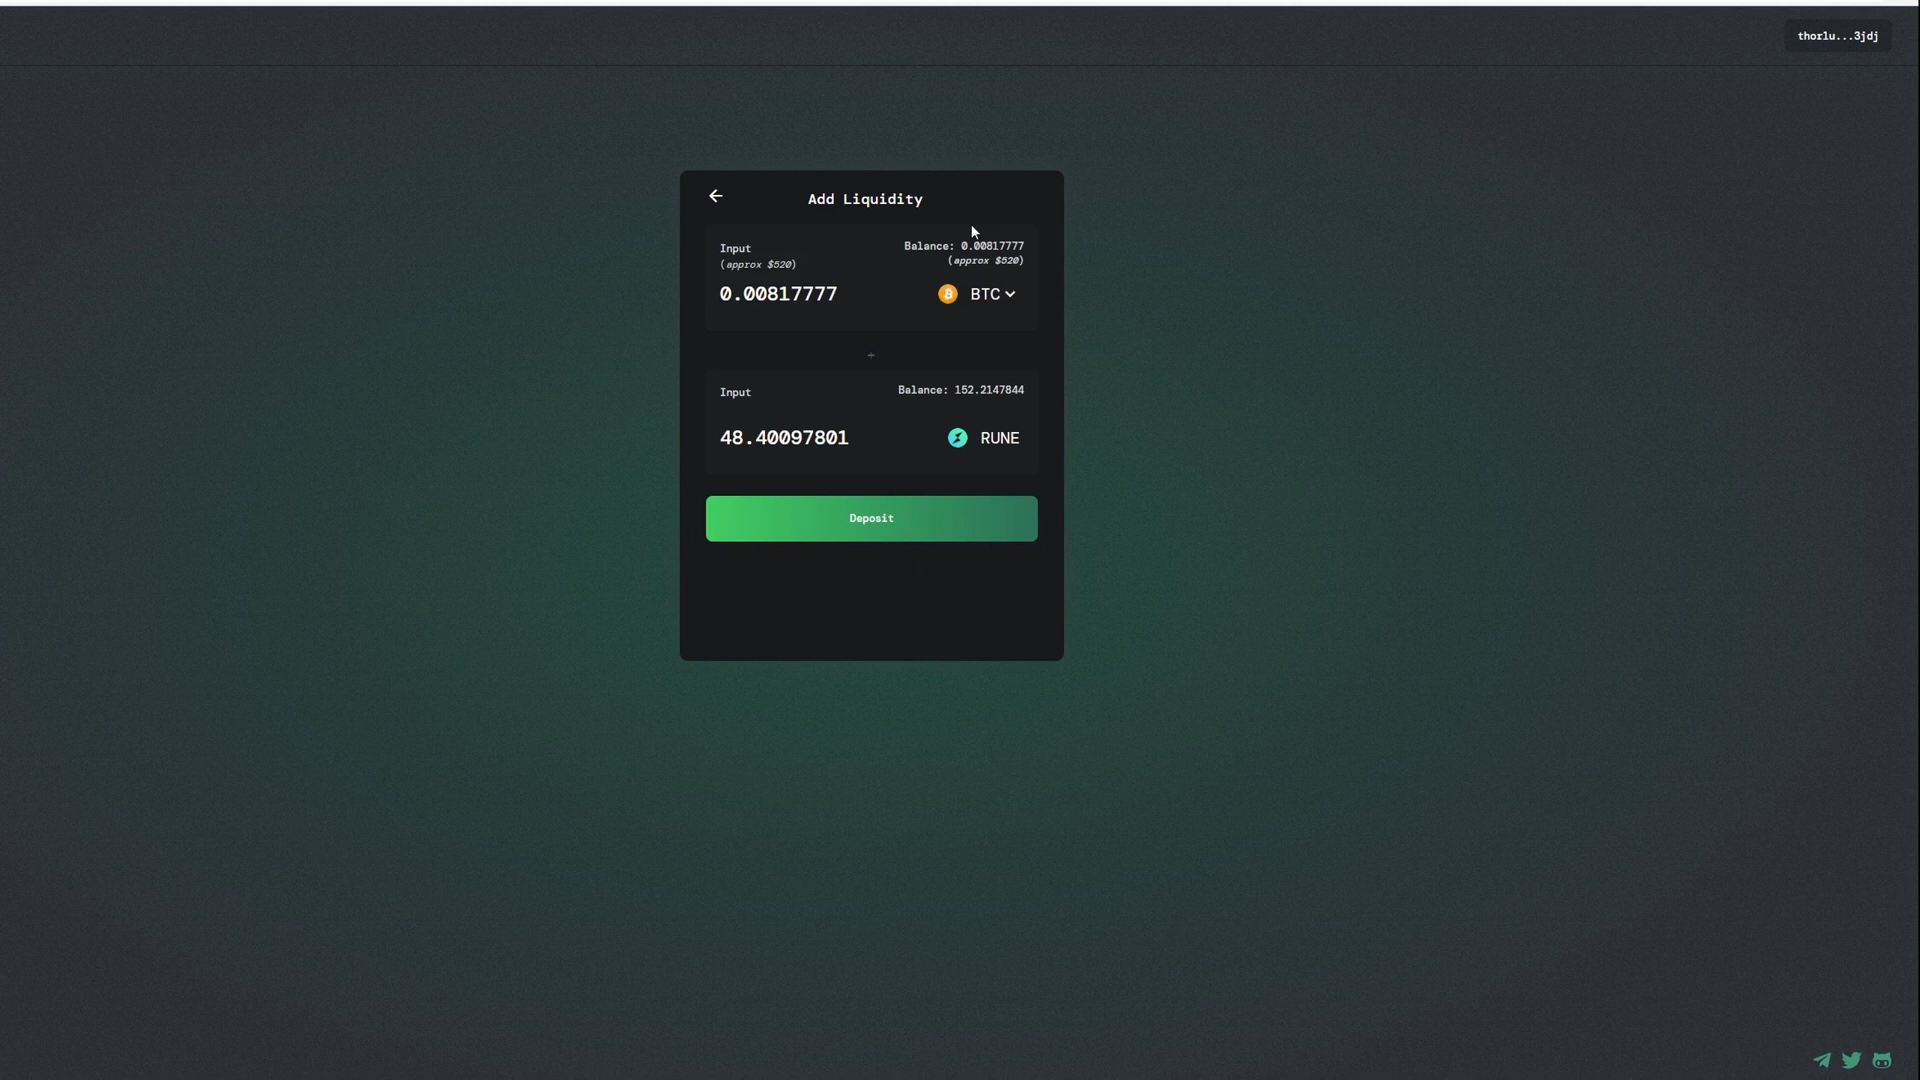 thor1u...3jdj
Add Liquidity
Input
Balance: 0.00817777
(approx $520)
(approx $520)
0.00817777
BTC
+
Input
Balance: 152.2147844
48.40097801
RUNE
Deposit